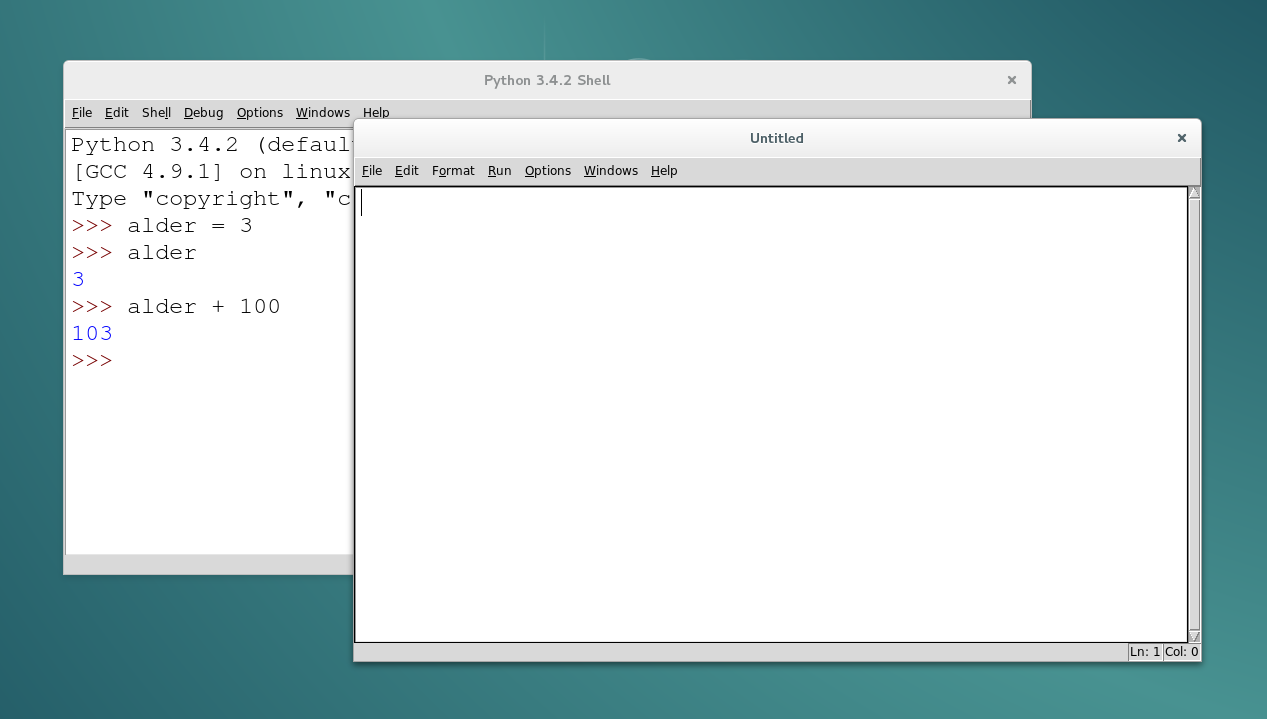 Python 3.4.2 Shell
File Edit Shell Debug Options Windows Help
Python 3.4.2 (defaul
[GCC 4.9.1] on linux
Type "copyright", "c
>>> alder = 3
>>> alder
3
>>> alder + 100
103
>>>
Untitled
File Edit Format Run Options Windows Help
Ln: 1 Col: 0